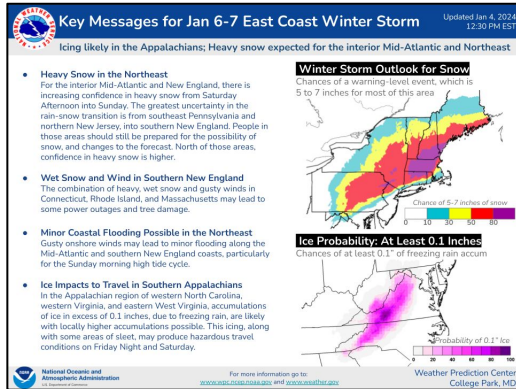 Key Messages for Jan 6-7 East Coast Winter Storm
Updated Jan 4, 2024
12:30 PM EST
Icing likely in the Appalachians; Heavy snow expected for the interior Mid-Atlantic and Northeast
● Heavy Snow in the Northeast
For the interior Mid-Atlantic and New England, there is
increasing confidence in heavy snow from Saturday
Afternoon into Sunday. The greatest uncertainty in the
rain-snow transition is from southeast Pennsylvania and
northern New Jersey, into southern New England. People in
those areas should still be prepared for the possibility of
snow, and changes to the forecast. North of those areas,
confidence in heavy snow is higher.
● Wet Snow and Wind in Southern New England
The combination of heavy, wet snow and gusty winds in
Connecticut, Rhode Island, and Massachusetts may lead to
some power outages and tree damage.
● Minor Coastal Flooding Possible in the Northeast
Gusty onshore winds may lead to minor flooding along the
Mid-Atlantic and southern New England coasts, particularly
for the Sunday morning high tide cycle.
● Ice Impacts to Travel in Southern Appalachians
In the Appalachian region of western North Carolina,
western Virginia, and eastern West Virginia, accumulations
of ice in excess of 0.1 inches, due to freezing rain, are likely
with locally higher accumulations possible. This icing, along
with some areas of sleet, may produce hazardous travel
conditions on Friday Night and Saturday.
Winter Storm Outlook for Snow
Chances of a warning-level event, which is
5 to 7 inches for most of this area
Chance of 5-7 inches of snow
0 10 30 50 80
Ice Probability: At Least 0.1 Inches
Chances of at least 0.1" of freezing rain accum
Probability of 0.1" Ice
0 20 40 60 80 100
National Oceanic and
Atmospheric Administration
U.S. Department of Commerce
For more information go to:
www.wpc.ncep.noaa.gov and www.weather.gov
Weather Prediction Center
College Park, MD